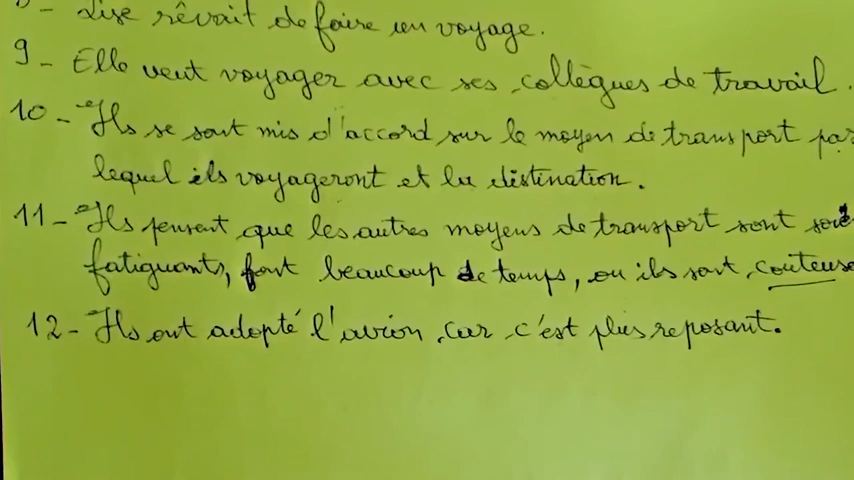 8- Lise rêvait de faire un voyage.
9- Elle veut voyager avec ses collègues de travail.
10- Ils se sont mis d'accord sur le moyen de transport par
lequel ils voyageront et la distination.
11- Ils pensent que les autres moyens de transport sont soit
fatiguants, font beaucoup de temps, ou ils sont couteuse
12- Ils ont adopté l'avion car c'est plus reposant.